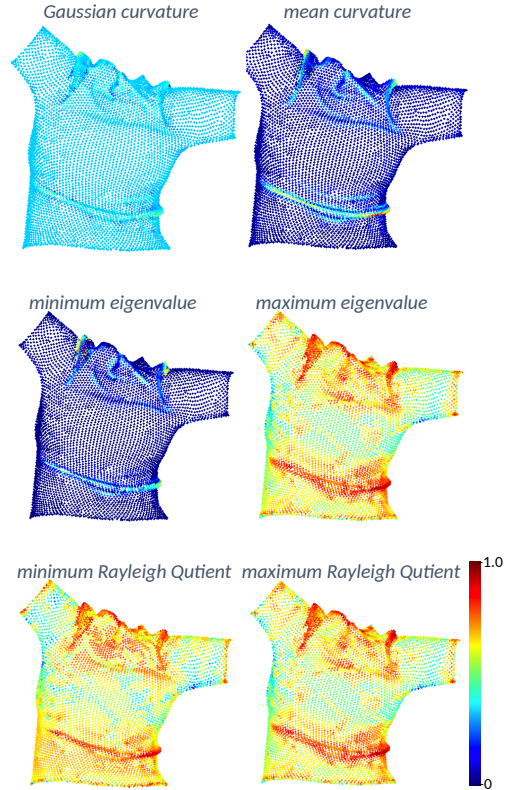 Gaussian curvature
mean curvature
minimum eigenvalue
maximum eigenvalue
minimum Rayleigh Qutient
maximum Rayleigh Qutient
1.0
0